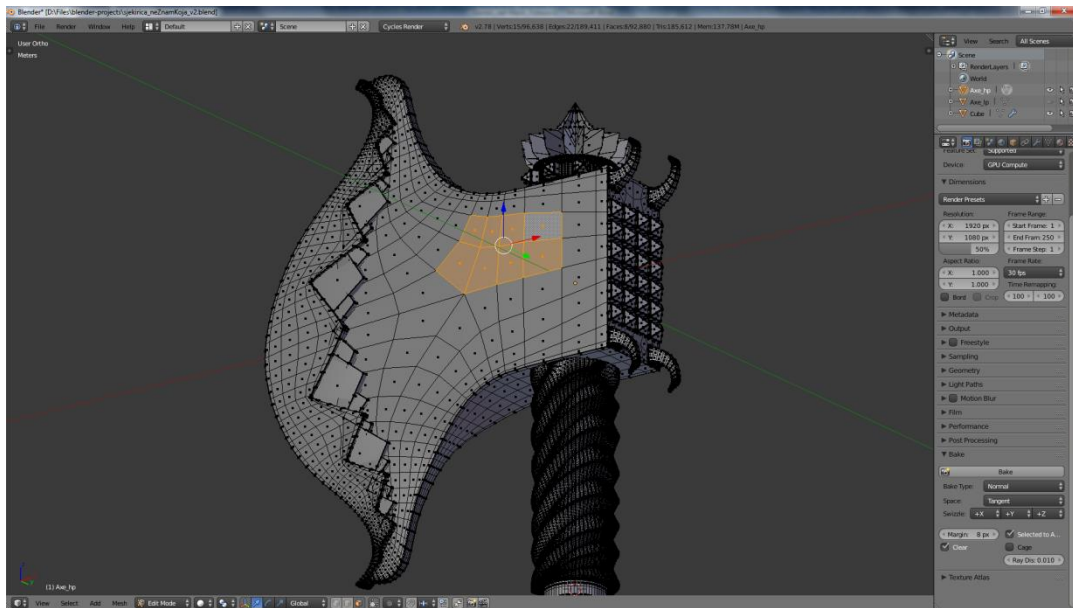 Blender* [D:\Files\blender-projects\sjekirica_neZnamKoja_v2.blend]
File Render Window Help Default Scene Cycles Render v2.78 | Verts:15/96,638 | Edges:22/189,411 | Faces:8/92,880 | Tris:185,612 | Mem:137.78M | Axe_hp
User Ortho
Meters
View Search All Scenes
Scene
RenderLayers
World
Axe_hp
Axe_lp
Cube
Feature Set: Supported
Device: GPU Compute
Dimensions
Render Presets
Resolution: Frame Range:
X: 1920 px Start Frame: 1
Y: 1080 px End Fram: 250
50% Frame Step: 1
Aspect Ratio: Frame Rate:
X: 1.000 30 fps
Y: 1.000 Time Remapping:
Bord Crop 100 100
Metadata
Output
Freestyle
Sampling
Geometry
Light Paths
Motion Blur
Film
Performance
Post Processing
Bake
Bake
Bake Type: Normal
Space: Tangent
Swizzle: +X +Y +Z
Margin: 8 px Selected to A...
Clear Cage
Ray Dis: 0.010
Texture Atlas
(1) Axe_hp
View Select Add Mesh Edit Mode Global